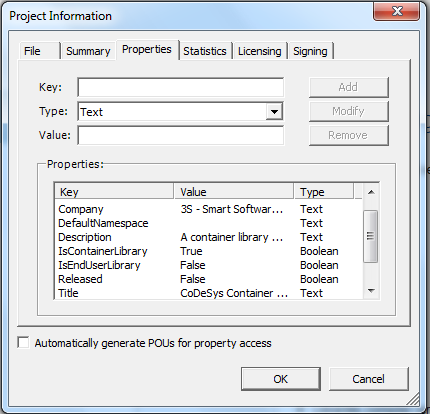 Project Information
File Summary Properties Statistics Licensing Signing
Key: Add
Type: Text Modify
Value: Remove
Properties:
Key Value Type
Company 3S - Smart Softwar... Text
DefaultNamespace Text
Description A container library ... Text
IsContainerLibrary True Boolean
IsEndUserLibrary False Boolean
Released False Boolean
Title CoDeSys Container ... Text
Automatically generate POUs for property access
OK Cancel